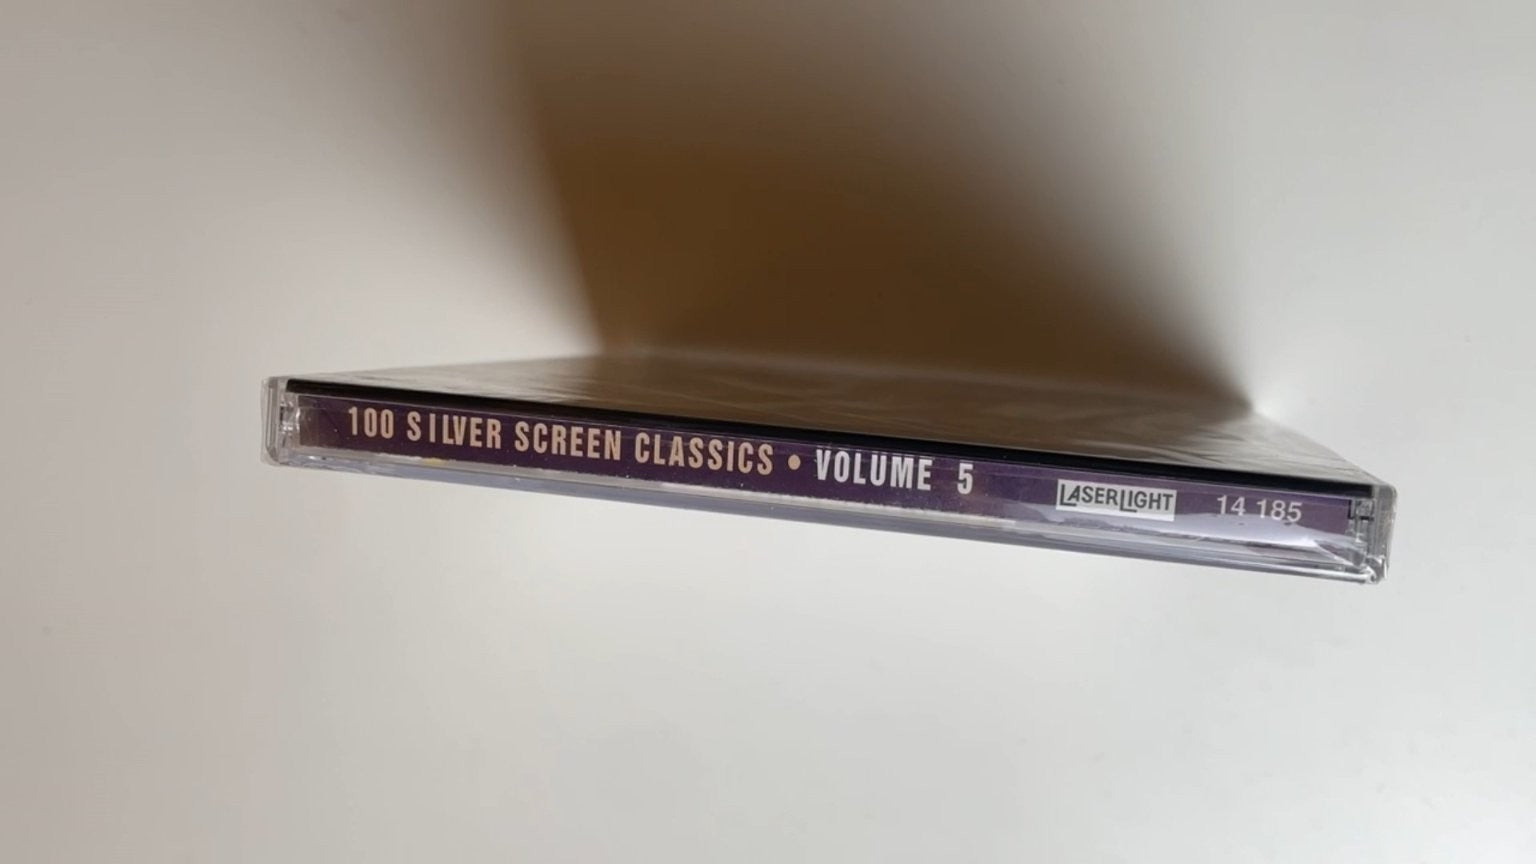 100 SILVER SCREEN CLASSICS • VOLUME 5 LASERLIGHT 14 185